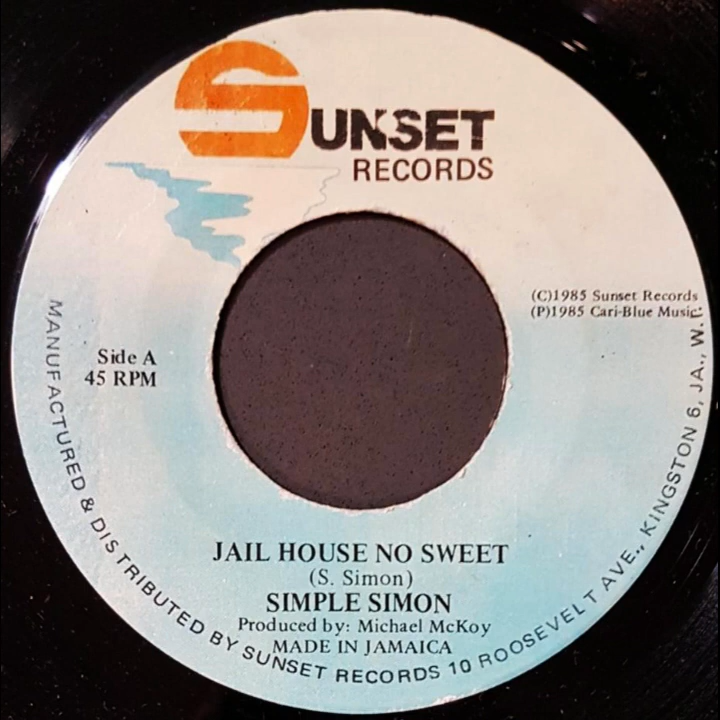 SUNSET
RECORDS
(C)1985 Sunset Records
(P)1985 Cari-Blue Music
Side A
45 RPM
JAIL HOUSE NO SWEET
(S. Simon)
SIMPLE SIMON
Produced by: Michael McKoy
MADE IN JAMAICA
MANUFACTURED & DISTRIBUTED BY SUNSET RECORDS 10 ROOSEVELT AVE., KINGSTON 6, JA., W.I.